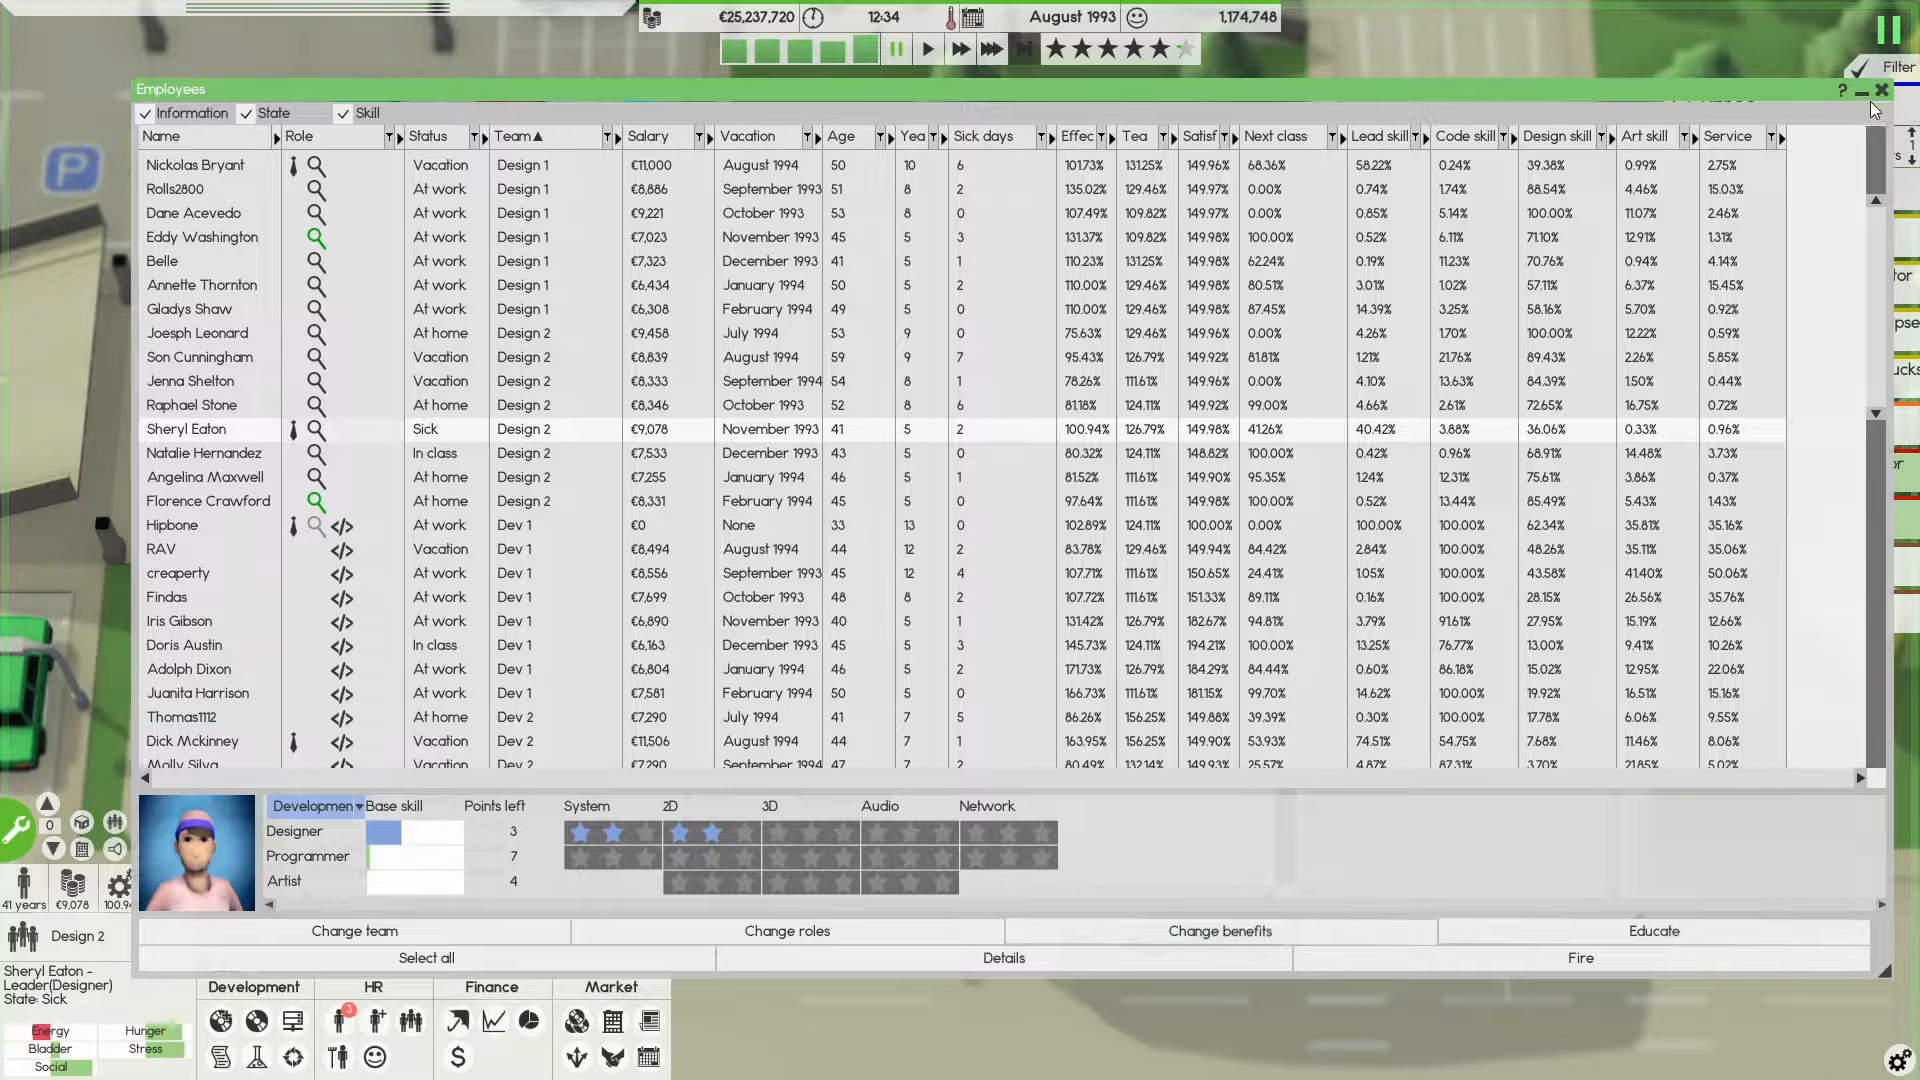 €25,237,720 12:34 August 1993 1,174,748
Filter
Employees ?
Information State Skill
Name Role Status Team Salary Vacation Age Yea Sick days Effec Tea Satisf Next class Lead skill Code skill Design skill Art skill Service
Nickolas Bryant Vacation Design 1 €11,000 August 1994 50 10 6 101.73% 131.25% 149.96% 68.36% 58.22% 0.24% 39.38% 0.99% 2.75%
Rolls2800 At work Design 1 €8,886 September 1993 51 8 2 135.02% 129.46% 149.97% 0.00% 0.74% 1.74% 88.54% 4.46% 15.03%
Dane Acevedo At work Design 1 €9,221 October 1993 53 8 0 107.49% 109.82% 149.97% 0.00% 0.85% 5.14% 100.00% 11.07% 2.46%
Eddy Washington At work Design 1 €7,023 November 1993 45 5 3 131.37% 109.82% 149.98% 100.00% 0.52% 6.11% 71.10% 12.91% 1.31%
Belle At work Design 1 €7,323 December 1993 41 5 1 110.23% 131.25% 149.98% 62.24% 0.19% 11.23% 70.76% 0.94% 4.14%
Annette Thornton At work Design 1 €6,434 January 1994 50 5 2 110.00% 129.46% 149.98% 80.51% 3.01% 1.02% 57.11% 6.37% 15.45%
Gladys Shaw At work Design 1 €6,308 February 1994 49 5 0 110.00% 129.46% 149.98% 87.45% 14.39% 3.25% 58.16% 5.70% 0.92%
Joesph Leonard At home Design 2 €9,458 July 1994 53 9 0 75.63% 129.46% 149.96% 0.00% 4.26% 1.70% 100.00% 12.22% 0.59%
Son Cunningham Vacation Design 2 €8,839 August 1994 59 9 7 95.43% 126.79% 149.92% 81.81% 1.21% 21.76% 89.43% 2.26% 5.85%
Jenna Shelton Vacation Design 2 €8,333 September 1994 54 8 1 78.26% 111.61% 149.96% 0.00% 4.10% 13.63% 84.39% 1.50% 0.44%
Raphael Stone At home Design 2 €8,346 October 1993 52 8 6 81.18% 124.11% 149.92% 99.00% 4.66% 2.61% 72.65% 16.75% 0.72%
Sheryl Eaton Sick Design 2 €9,078 November 1993 41 5 2 100.94% 126.79% 149.98% 41.26% 40.42% 3.88% 36.06% 0.33% 0.96%
Natalie Hernandez In class Design 2 €7,533 December 1993 43 5 0 80.32% 124.11% 148.82% 100.00% 0.42% 0.96% 68.91% 14.48% 3.73%
Angelina Maxwell At home Design 2 €7,255 January 1994 46 5 1 81.52% 111.61% 149.90% 95.35% 1.24% 12.31% 75.61% 3.86% 0.37%
Florence Crawford At home Design 2 €8,331 February 1994 45 5 0 97.64% 111.61% 149.98% 100.00% 0.52% 13.44% 85.49% 5.43% 1.43%
Hipbone </> At work Dev 1 €0 None 33 13 0 102.89% 124.11% 100.00% 0.00% 100.00% 100.00% 62.34% 35.81% 35.16%
RAV </> Vacation Dev 1 €8,494 August 1994 44 12 2 83.78% 129.46% 149.94% 84.42% 2.84% 100.00% 48.26% 35.11% 35.06%
creaperty </> At work Dev 1 €8,556 September 1993 45 12 4 107.71% 111.61% 150.65% 24.41% 1.05% 100.00% 43.58% 41.40% 50.06%
Findas </> At work Dev 1 €7,699 October 1993 48 8 2 107.72% 111.61% 151.33% 89.11% 0.16% 100.00% 28.15% 26.56% 35.76%
Iris Gibson </> At work Dev 1 €6,890 November 1993 40 5 1 131.42% 126.79% 182.67% 94.81% 3.79% 91.61% 27.95% 15.19% 12.66%
Doris Austin </> In class Dev 1 €6,163 December 1993 45 5 3 145.73% 124.11% 194.21% 100.00% 13.25% 76.77% 13.00% 9.41% 10.26%
Adolph Dixon </> At work Dev 1 €6,804 January 1994 46 5 2 171.73% 126.79% 184.29% 84.44% 0.60% 86.18% 15.02% 12.95% 22.06%
Juanita Harrison </> At work Dev 1 €7,581 February 1994 50 5 0 166.73% 111.61% 181.15% 99.70% 14.62% 100.00% 19.92% 16.51% 15.16%
Thomas1112 </> At home Dev 2 €7,290 July 1994 41 7 5 86.26% 156.25% 149.88% 39.39% 0.30% 100.00% 17.78% 6.06% 9.55%
Dick Mckinney </> Vacation Dev 2 €11,506 August 1994 44 7 1 163.95% 156.25% 149.90% 53.93% 74.51% 54.75% 7.68% 11.46% 8.06%
Molly Silva </> Vacation Dev 2 €7,290 September 1994 47 7 2 80.49% 132.14% 149.93% 25.57% 4.87% 87.31% 3.70% 21.85% 5.02%
Developmen Base skill Points left System 2D 3D Audio Network
Designer 3
Programmer 7
Artist 4
Change team Change roles Change benefits Educate
Select all Details Fire
0
41 years €9,078 100.94
Design 2
Sheryl Eaton -
Leader(Designer)
State: Sick
Energy Hunger
Bladder Stress
Social
Development HR Finance Market
3
$
P
1
tor
pse
ucks
or